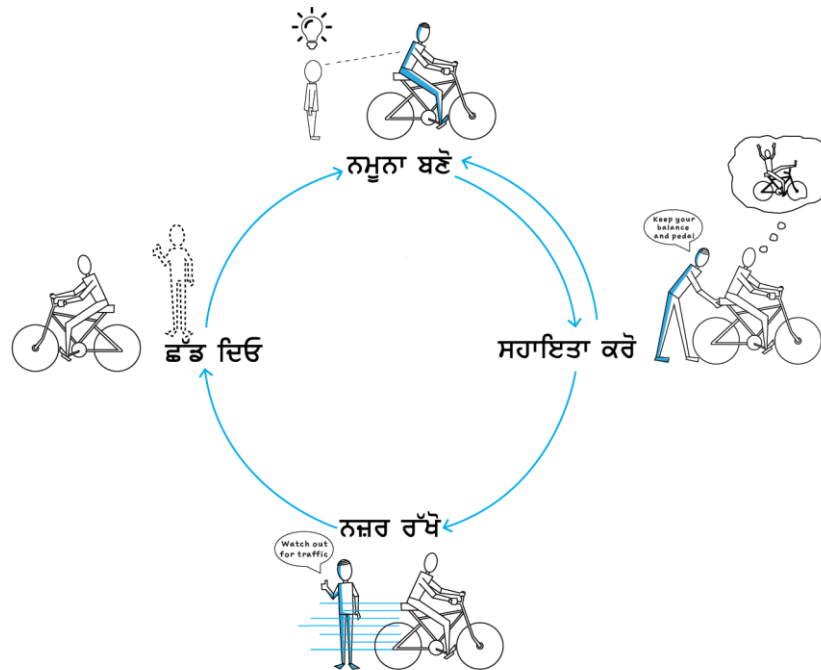 ਨਮੂਨਾ ਬਣੋ
Keep your
balance
and pedal
ਛੱਡ ਦਿਓ
ਸਹਾਇਤਾ ਕਰੋ
ਨਜ਼ਰ ਰੱਖੋ
Watch out
for traffic